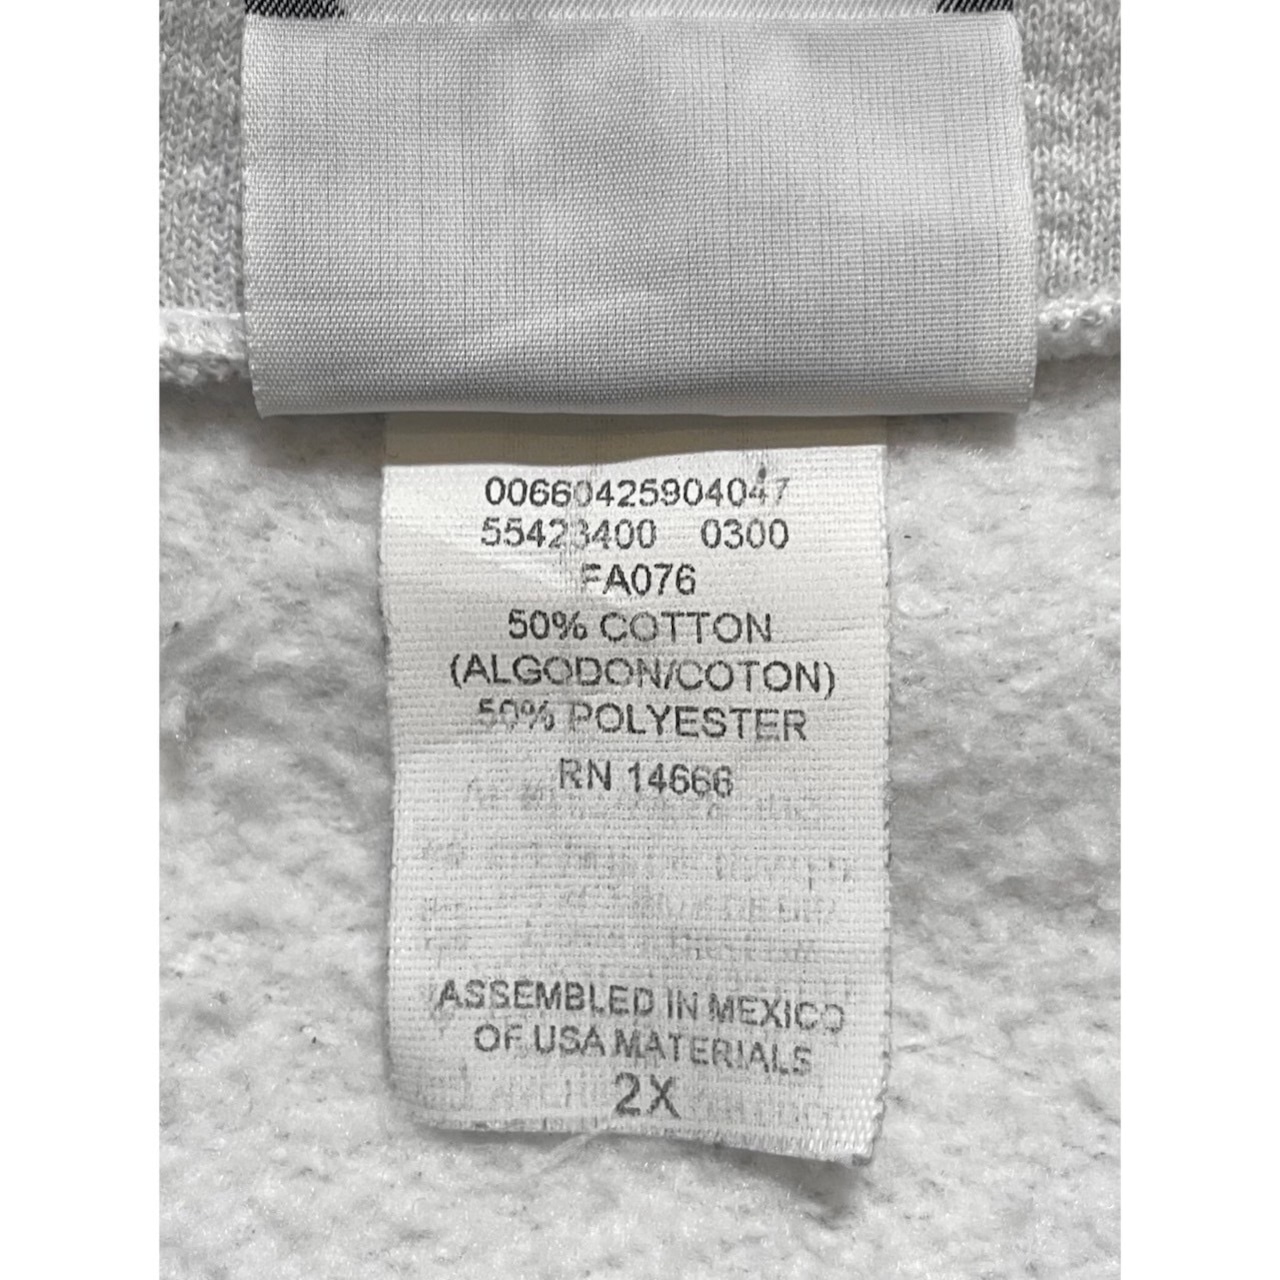 00660425904047
55423400 0300
FA076
50% COTTON
(ALGODON/COTON)
50% POLYESTER
RN 14666
ASSEMBLED IN MEXICO
OF USA MATERIALS
2X